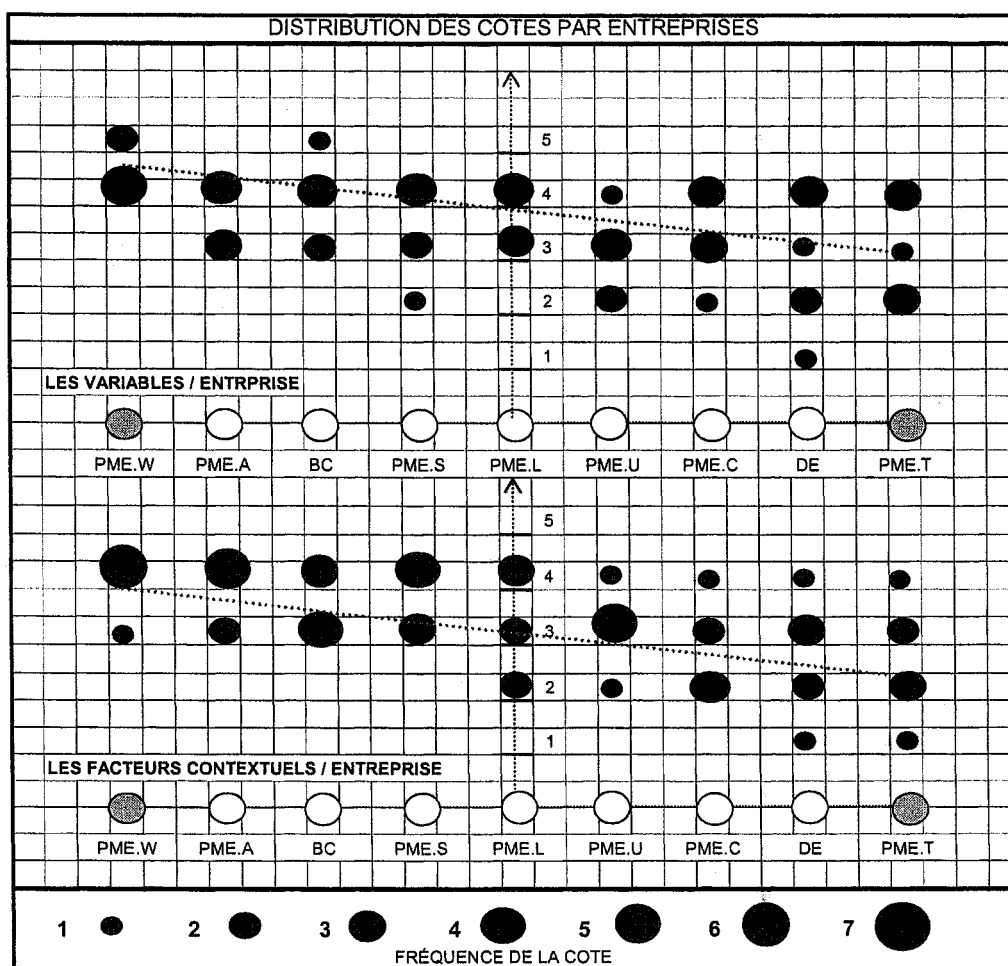 DISTRIBUTION DES COTES PAR ENTREPRISES
5
4
3
2
1
LES VARIABLES / ENTRPRISE
PME.W PME.A BC PME.S PME.L PME.U PME.C DE PME.T
5
4
3
2
1
LES FACTEURS CONTEXTUELS / ENTREPRISE
PME.W PME.A BC PME.S PME.L PME.U PME.C DE PME.T
1 2 3 4 5 6 7
FRÉQUENCE DE LA COTE